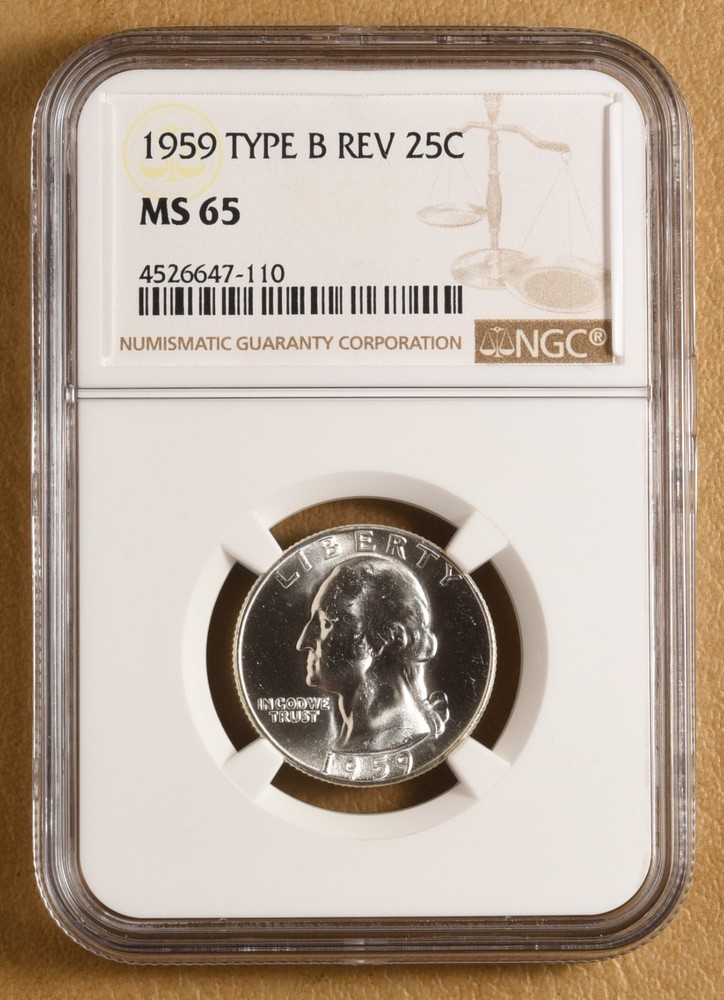 1959 TYPE B REV 25C
MS 65
4526647-110
NUMISMATIC GUARANTY CORPORATION
NGC®
LIBERTY
IN GOD WE
TRUST
1959